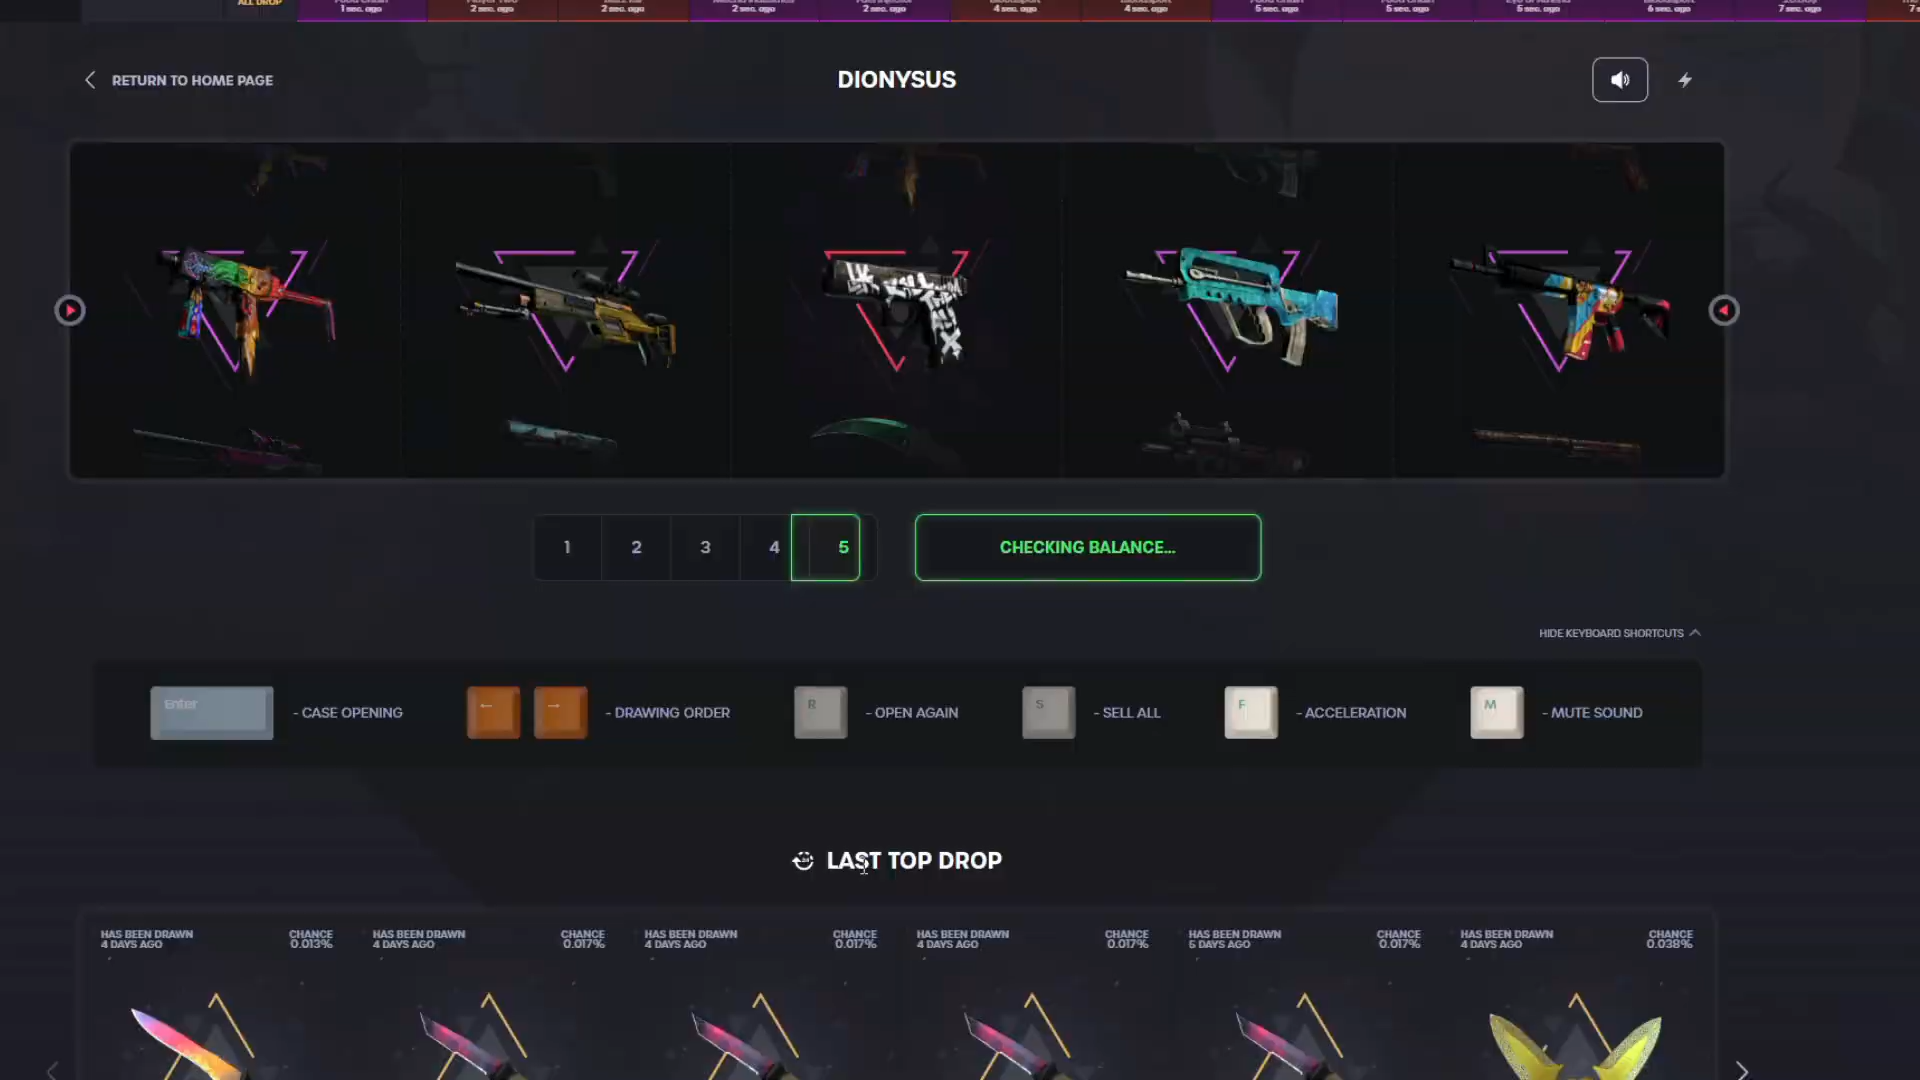 ALL DROP
1 sec. ago
2 sec. ago
2 sec. ago
2 sec. ago
2 sec. ago
4 sec. ago
4 sec. ago
5 sec. ago
5 sec. ago
5 sec. ago
6 sec. ago
7 sec. ago
RETURN TO HOME PAGE
DIONYSUS
1 2 3 4 5
CHECKING BALANCE...
HIDE KEYBOARD SHORTCUTS
Enter - CASE OPENING
← → - DRAWING ORDER
R - OPEN AGAIN
S - SELL ALL
F - ACCELERATION
M - MUTE SOUND
LAST TOP DROP
HAS BEEN DRAWN
4 DAYS AGO
CHANCE
0.013%
HAS BEEN DRAWN
4 DAYS AGO
CHANCE
0.017%
HAS BEEN DRAWN
4 DAYS AGO
CHANCE
0.017%
HAS BEEN DRAWN
4 DAYS AGO
CHANCE
0.017%
HAS BEEN DRAWN
5 DAYS AGO
CHANCE
0.017%
HAS BEEN DRAWN
4 DAYS AGO
CHANCE
0.038%